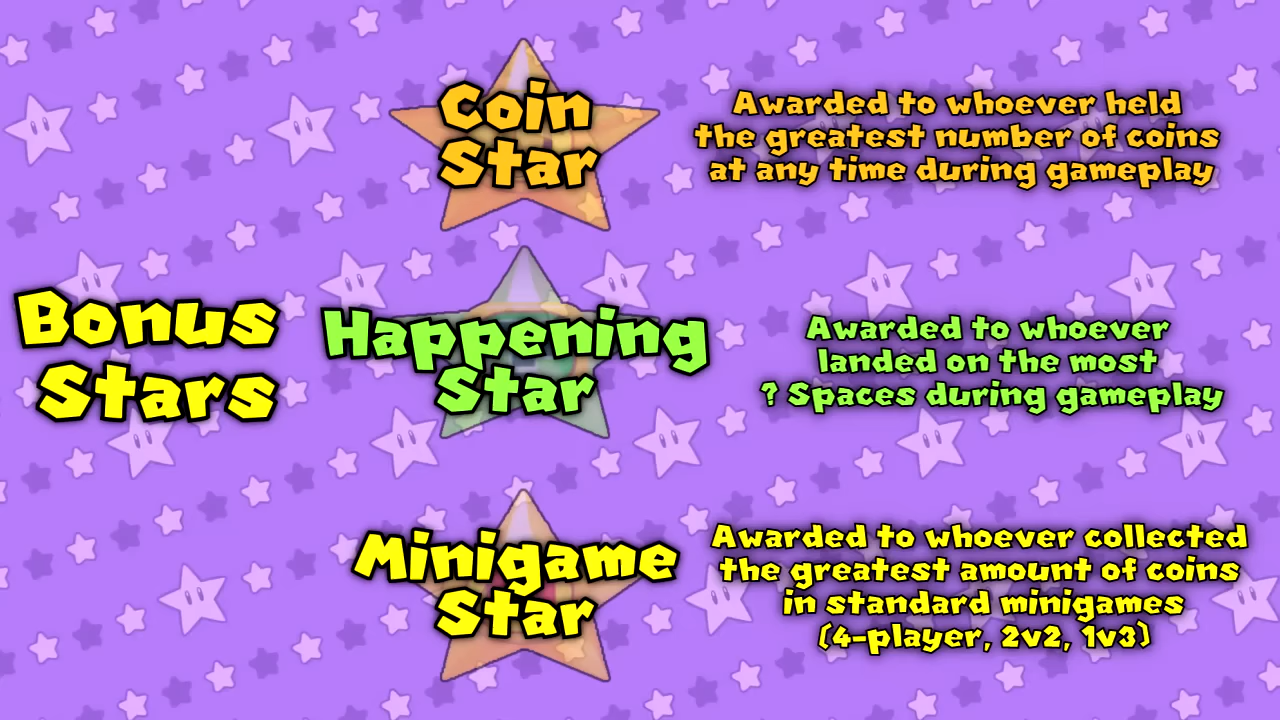 Bonus
Stars
Coin
Star
Awarded to whoever held
the greatest number of coins
at any time during gameplay
Happening
Star
Awarded to whoever
landed on the most
? Spaces during gameplay
Minigame
Star
Awarded to whoever collected
the greatest amount of coins
in standard minigames
(4-player, 2v2, 1v3)